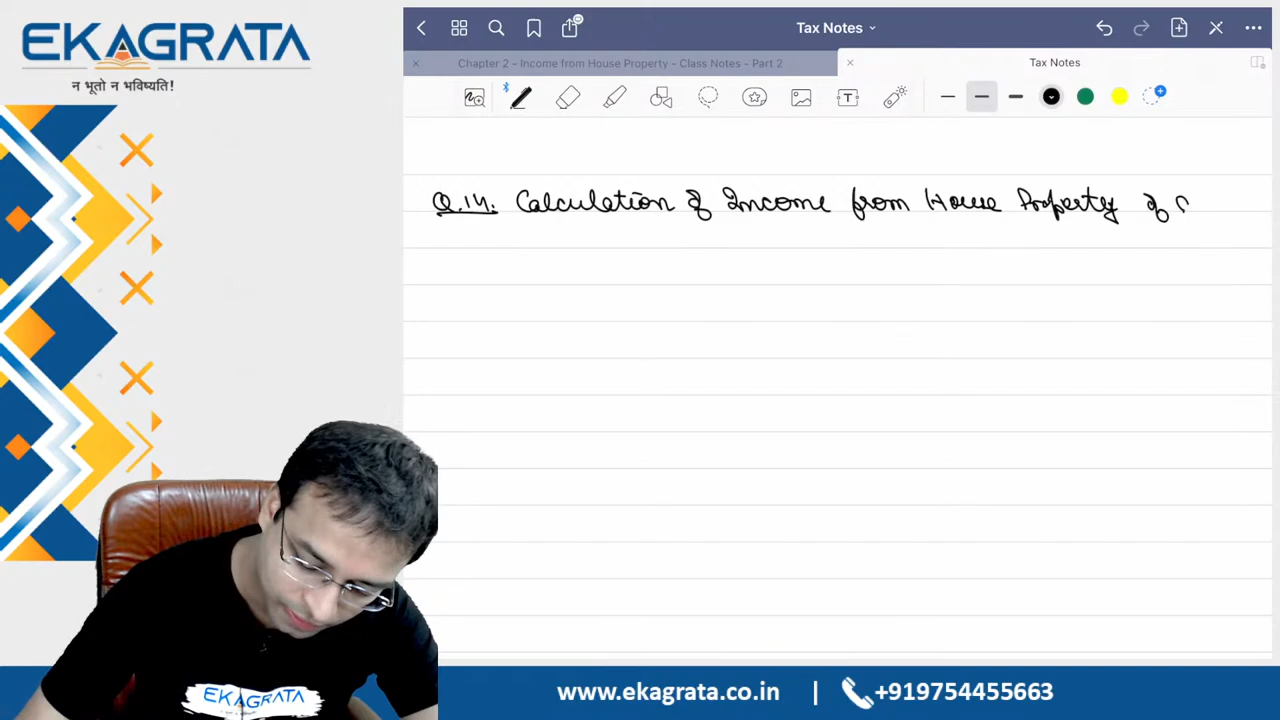 EKAGRATA
न भूतो न भविष्यति!
Tax Notes
Chapter 2 - Income from House Property - Class Notes - Part 2
Tax Notes
Q.14. Calculation of Income from House Property of
EKAGRATA
www.ekagrata.co.in | +919754455663